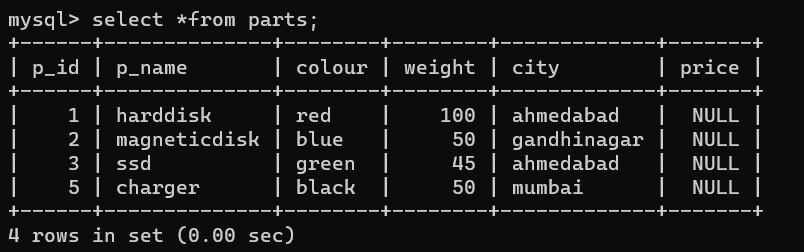 mysql> select *from parts;
+------+--------------+--------+--------+-------------+-------+
| p_id | p_name       | colour | weight | city        | price |
+------+--------------+--------+--------+-------------+-------+
|    1 | harddisk     | red    |    100 | ahmedabad   |  NULL |
|    2 | magneticdisk | blue   |     50 | gandhinagar |  NULL |
|    3 | ssd          | green  |     45 | ahmedabad   |  NULL |
|    5 | charger      | black  |     50 | mumbai      |  NULL |
+------+--------------+--------+--------+-------------+-------+
4 rows in set (0.00 sec)